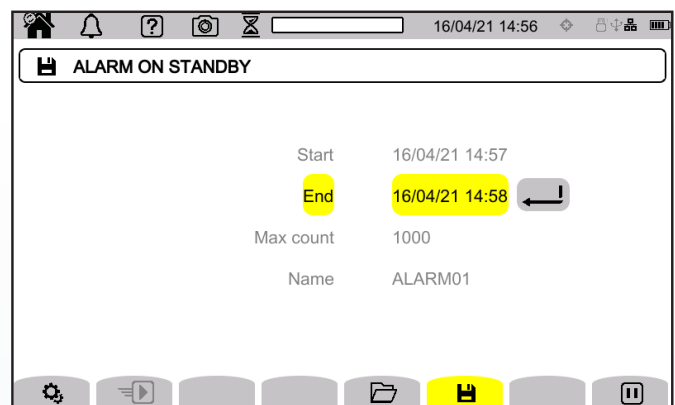 16/04/21 14:56
ALARM ON STANDBY
Start 16/04/21 14:57
End 16/04/21 14:58
Max count 1000
Name ALARM01